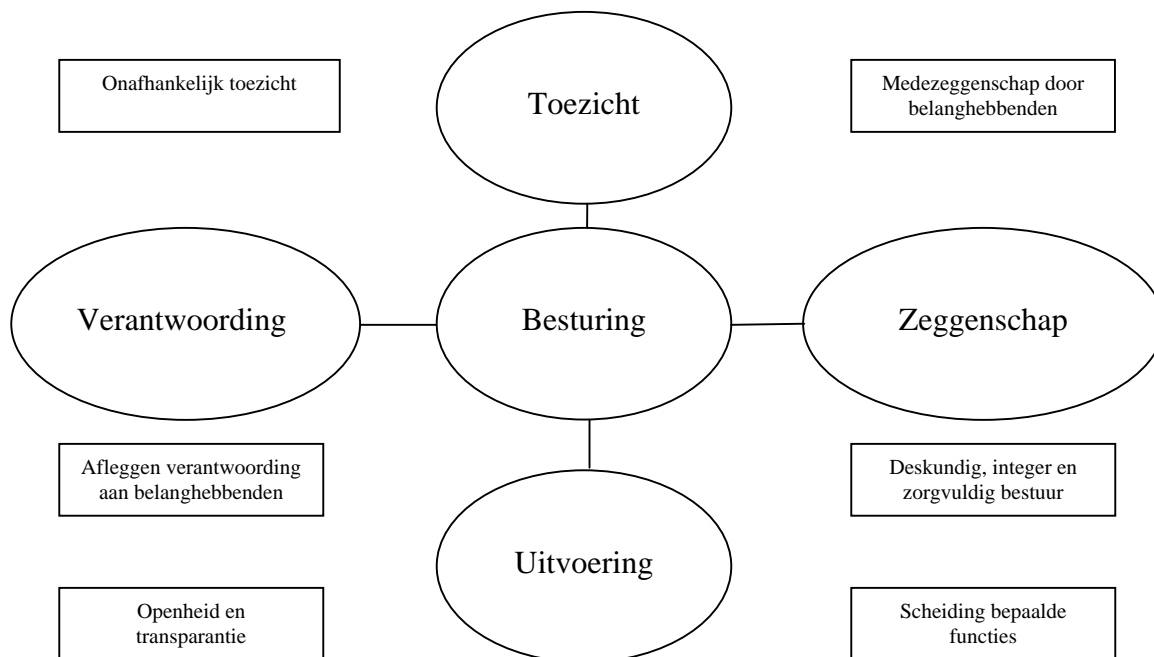 Onafhankelijk toezicht
Toezicht
Medezeggenschap door
belanghebbenden
Verantwoording
Besturing
Zeggenschap
Afleggen verantwoording
aan belanghebbenden
Deskundig, integer en
zorgvuldig bestuur
Uitvoering
Openheid en
transparantie
Scheiding bepaalde
functies